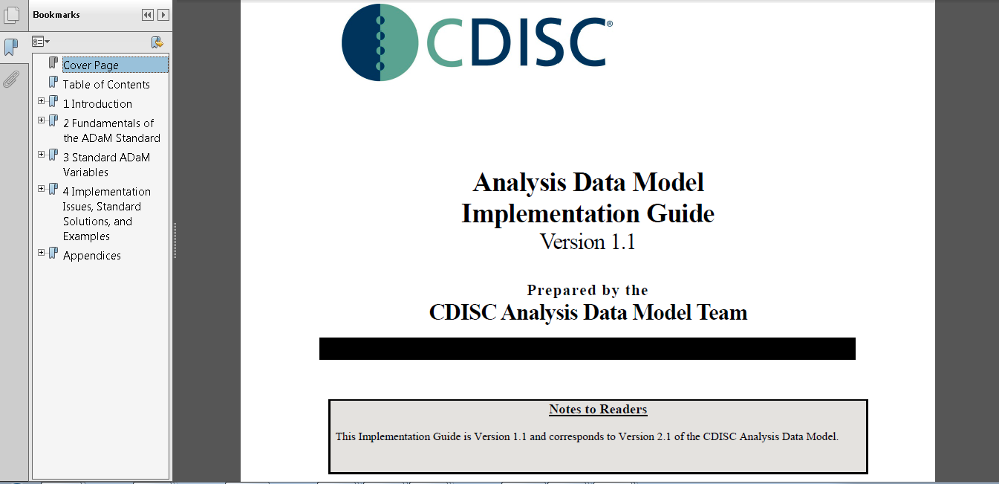 Bookmarks
Cover Page
Table of Contents
1 Introduction
2 Fundamentals of
the ADaM Standard
3 Standard ADaM
Variables
4 Implementation
Issues, Standard
Solutions, and
Examples
Appendices
CDISC®
Analysis Data Model
Implementation Guide
Version 1.1
Prepared by the
CDISC Analysis Data Model Team
Notes to Readers
This Implementation Guide is Version 1.1 and corresponds to Version 2.1 of the CDISC Analysis Data Model.